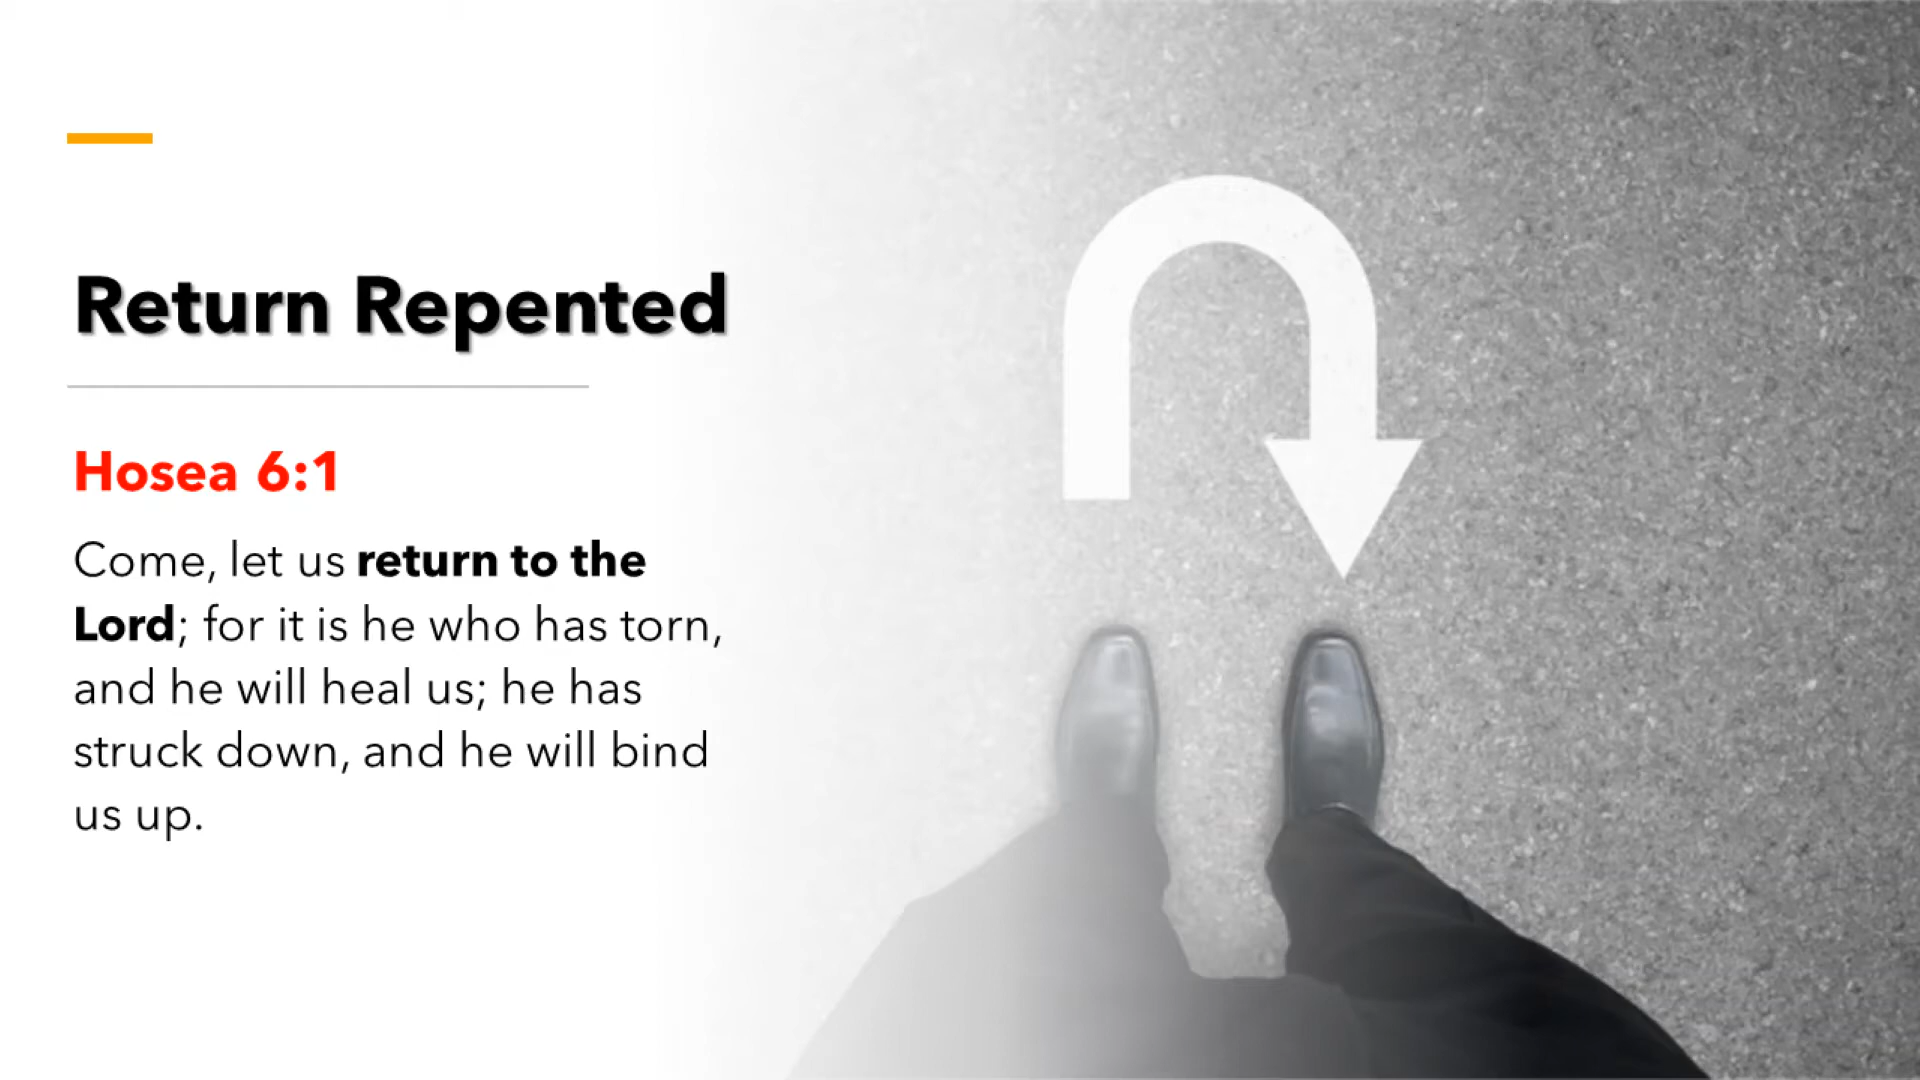 Return Repented
Hosea 6:1
Come, let us return to the
Lord; for it is he who has torn,
and he will heal us; he has
struck down, and he will bind
us up.